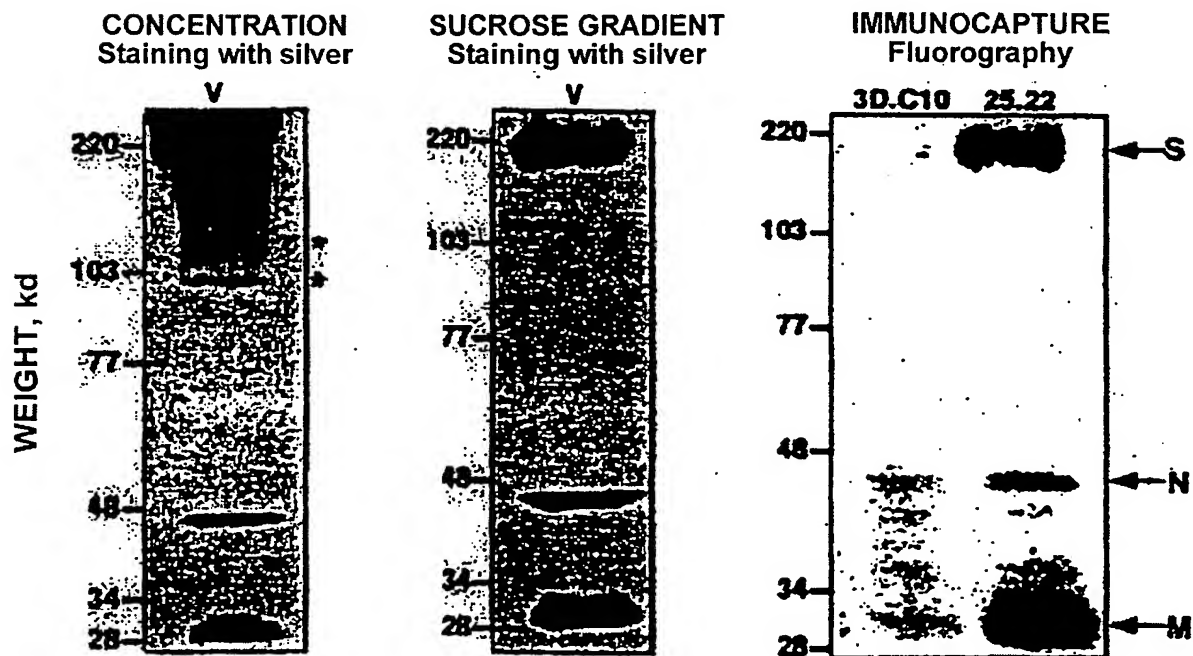 CONCENTRATION
Staining with silver
V
220
*
103
*
77
48
34
28
WEIGHT, kd
SUCROSE GRADIENT
Staining with silver
V
220
103
77
48
34
28
IMMUNOCAPTURE
Fluorography
3D.C10 25.22
220
103
77
48
34
28
S
N
M